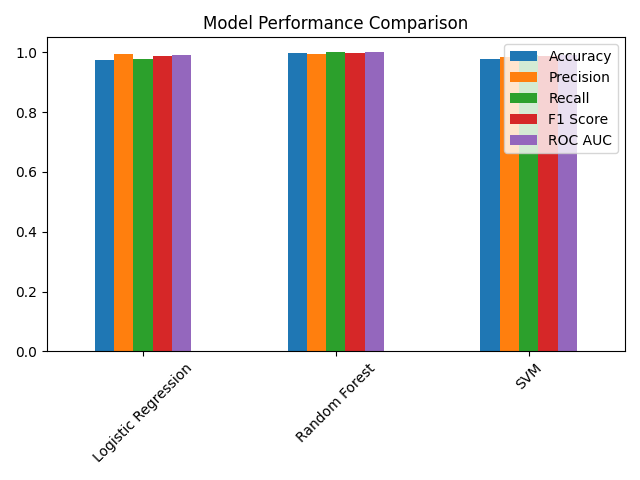 Model Performance Comparison
1.0
0.8
0.6
0.4
0.2
0.0
Accuracy
Precision
Recall
F1 Score
ROC AUC
Logistic Regression
Random Forest
SVM